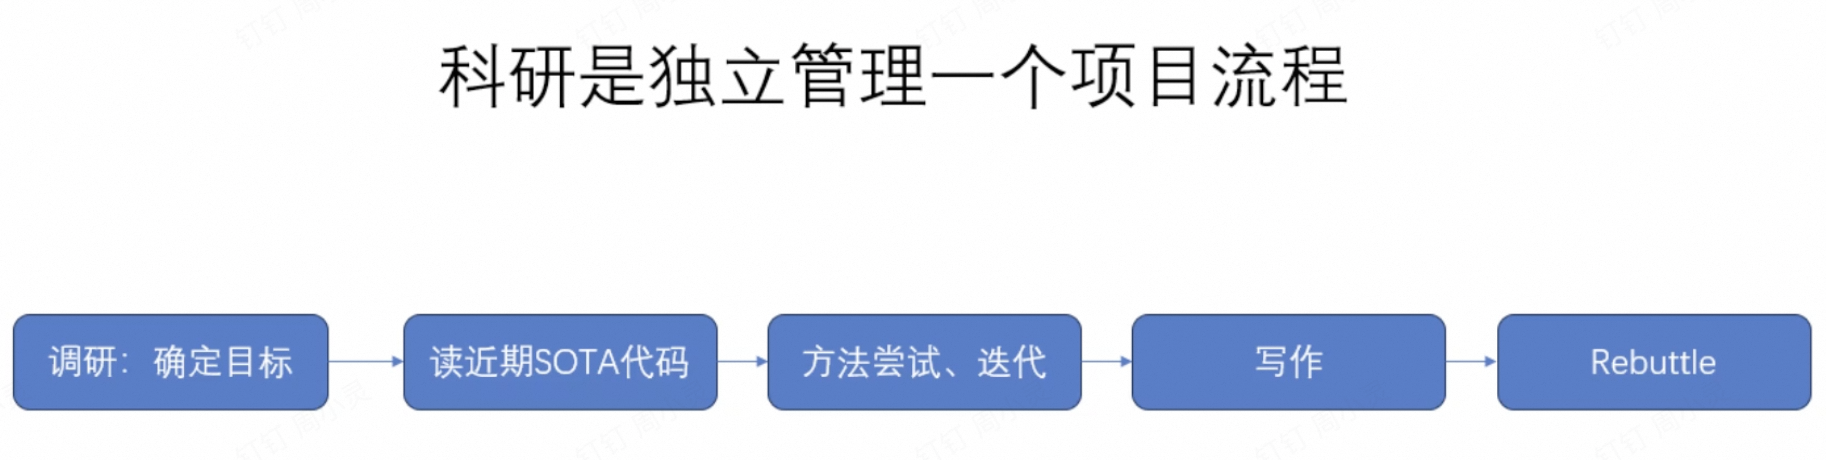 科研是独立管理一个项目流程
调研：确定目标
读近期SOTA代码
方法尝试、迭代
写作
Rebuttle